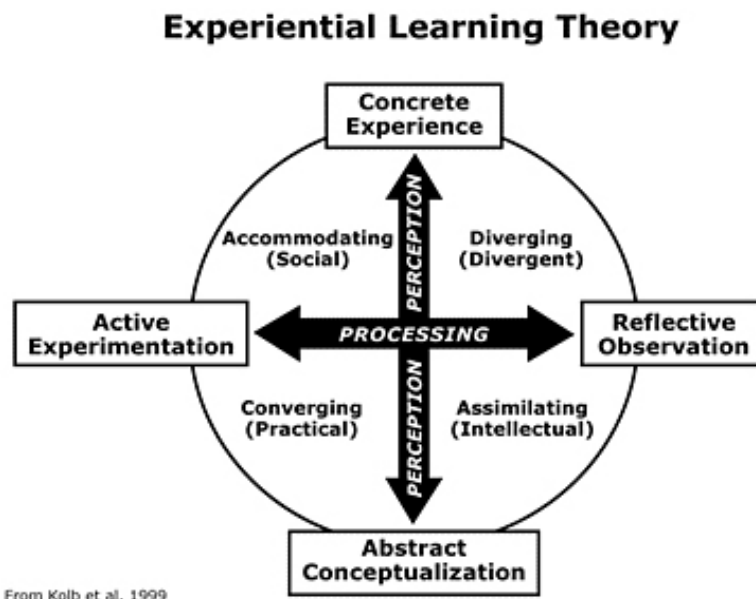 Experiential Learning Theory
Concrete
Experience
PERCEPTION
Accommodating
(Social)
Diverging
(Divergent)
Active
Experimentation
PROCESSING
Reflective
Observation
Converging
(Practical)
PERCEPTION
Assimilating
(Intellectual)
Abstract
Conceptualization
From Kolb et al. 1999